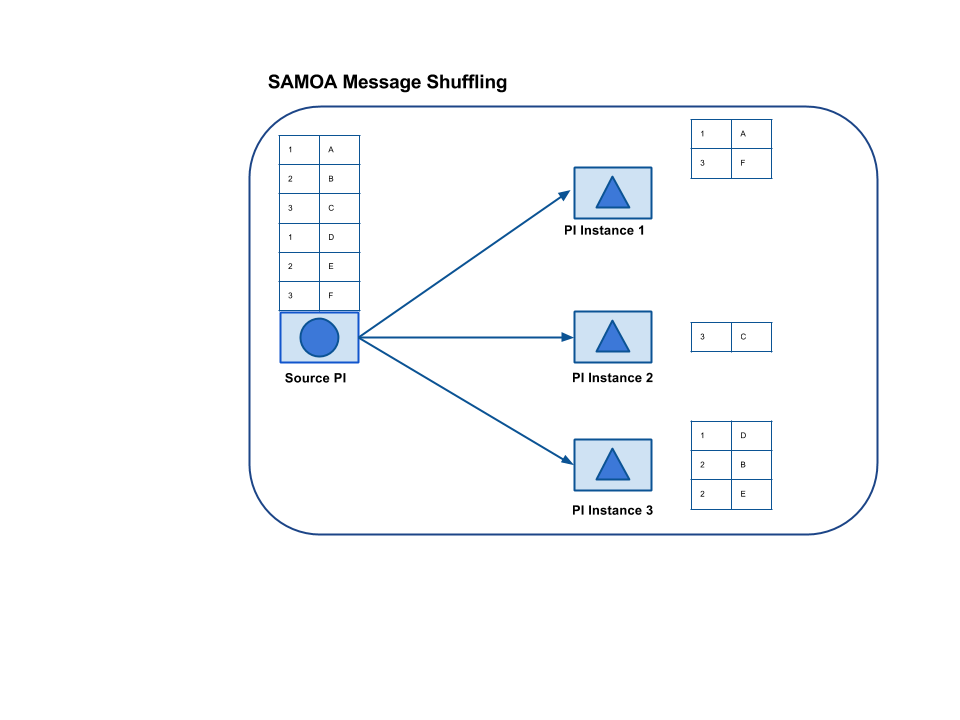 SAMOA Message Shuffling
1 A
2 B
3 C
1 D
2 E
3 F
Source PI
1 A
3 F
PI Instance 1
3 C
PI Instance 2
1 D
2 B
2 E
PI Instance 3